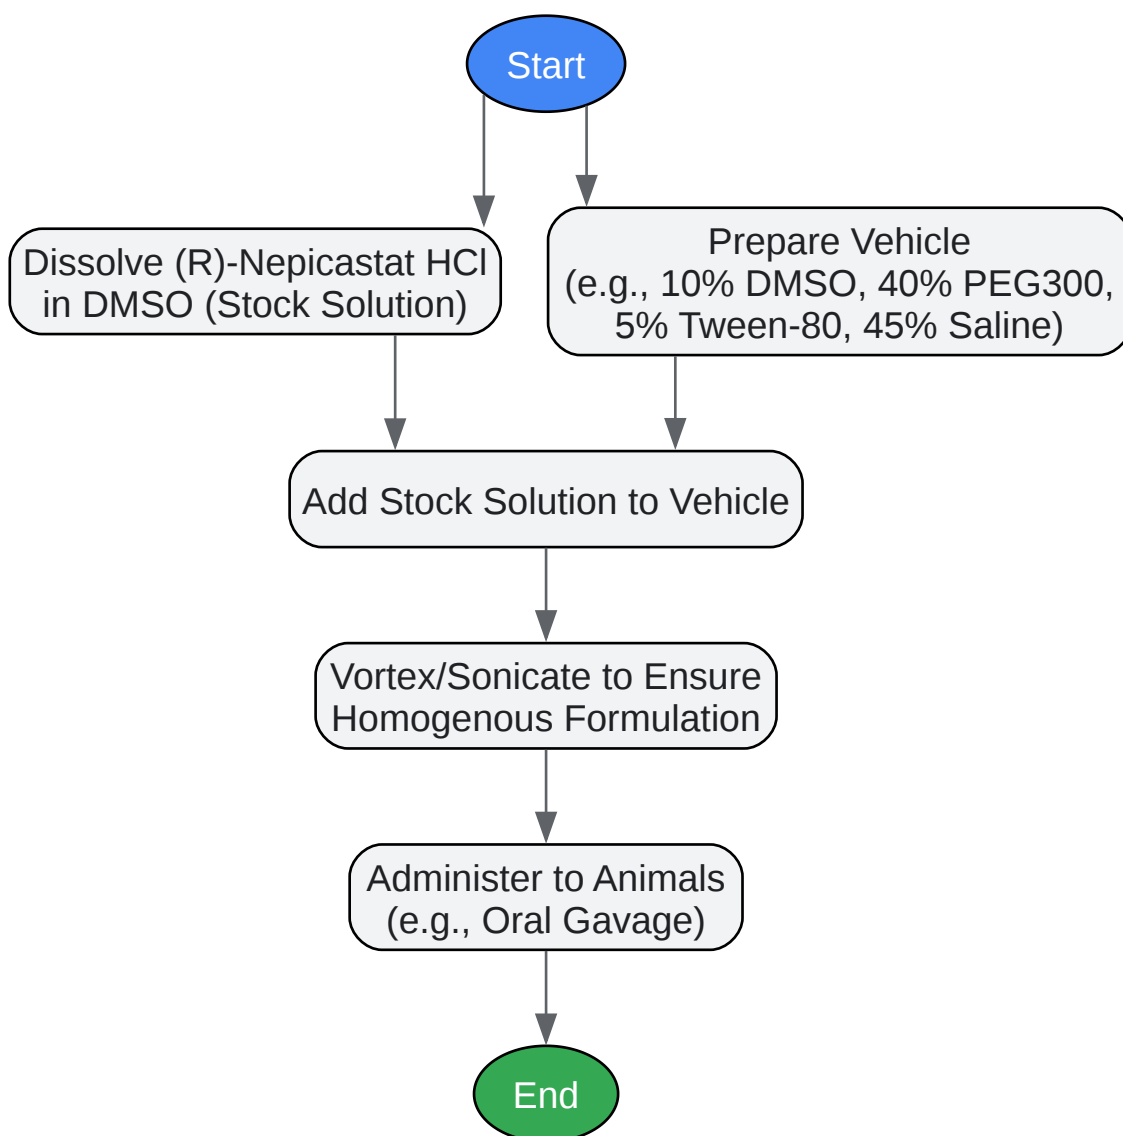 Start
Dissolve (R)-Nepicastat HCl
in DMSO (Stock Solution)
Prepare Vehicle
(e.g., 10% DMSO, 40% PEG300,
5% Tween-80, 45% Saline)
Add Stock Solution to Vehicle
Vortex/Sonicate to Ensure
Homogenous Formulation
Administer to Animals
(e.g., Oral Gavage)
End